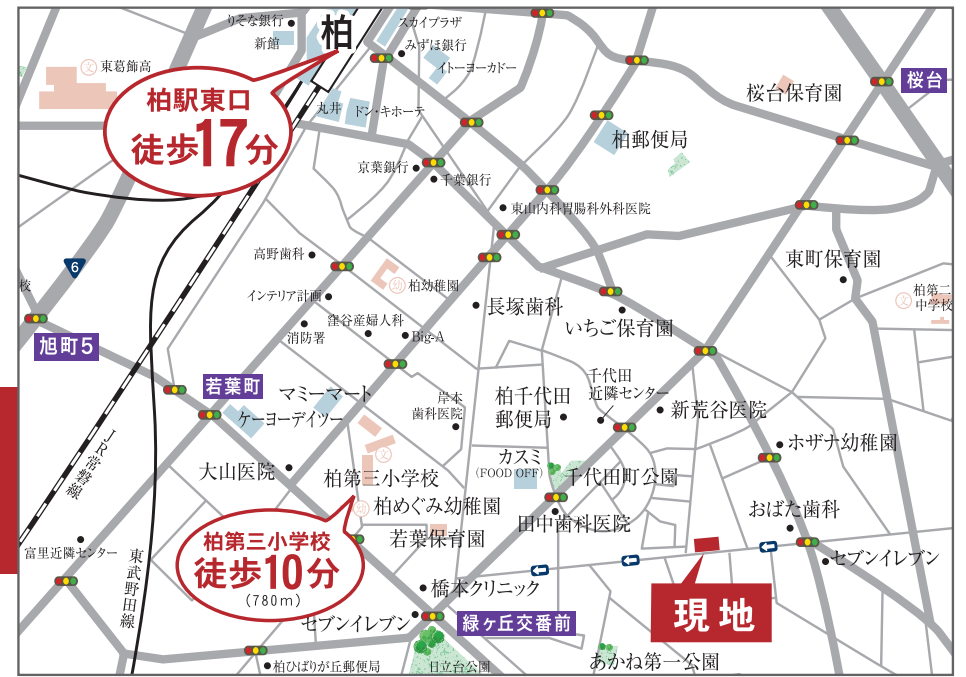 りそな銀行
新館
柏
スカイプラザ
みずほ銀行
イトーヨーカドー
文
東葛飾高
柏駅東口
徒歩17分
丸井
ドン・キホーテ
桜台
桜台保育園
柏郵便局
京葉銀行
千葉銀行
東山内科胃腸科外科医院
高野歯科
6
校
インテリア計画
幼
柏幼稚園
消防署
窪谷産婦人科
Big-A
長塚歯科
いちご保育園
東町保育園
文
柏第二
中学校
旭町5
若葉町
マミーマート
ケーヨーデイツー
岸本
歯科医院
柏千代田
郵便局
千代田
近隣センター
新荒谷医院
ホザナ幼稚園
JR常磐線
大山医院
文
柏第三小学校
カスミ
(FOOD OFF)
千代田町公園
幼
柏めぐみ幼稚園
田中歯科医院
おばた歯科
若葉保育園
セブンイレブン
富里近隣センター
東武野田線
柏第三小学校
徒歩10分
(780m)
橋本クリニック
セブンイレブン
緑ヶ丘交番前
現地
柏ひばりが丘郵便局
日立台公園
あかね第一公園